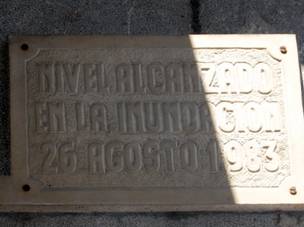 NIVEL ALCANZADO
EN LA INUNDACION
26 AGOSTO 1983